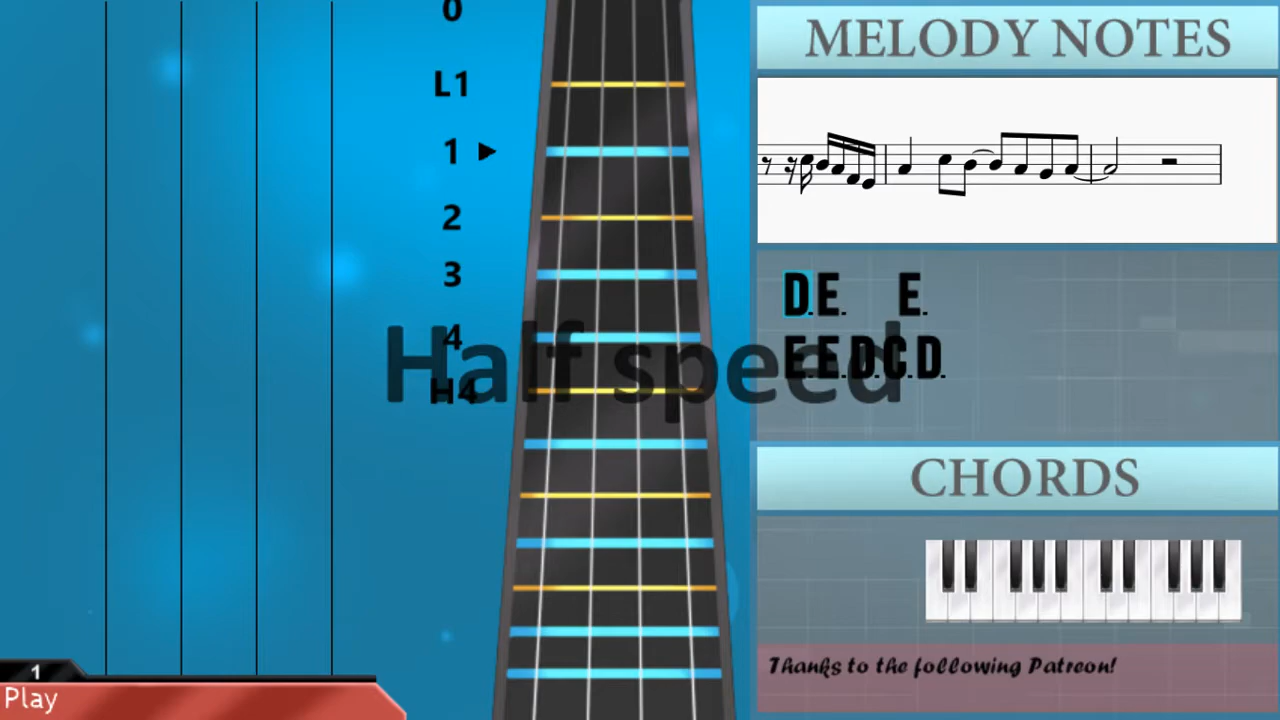 0
L1
1
2
3
4
H4
Half speed
MELODY NOTES
D. E. E.
E. E. D. C. D.
CHORDS
Thanks to the following Patreon!
1
Play